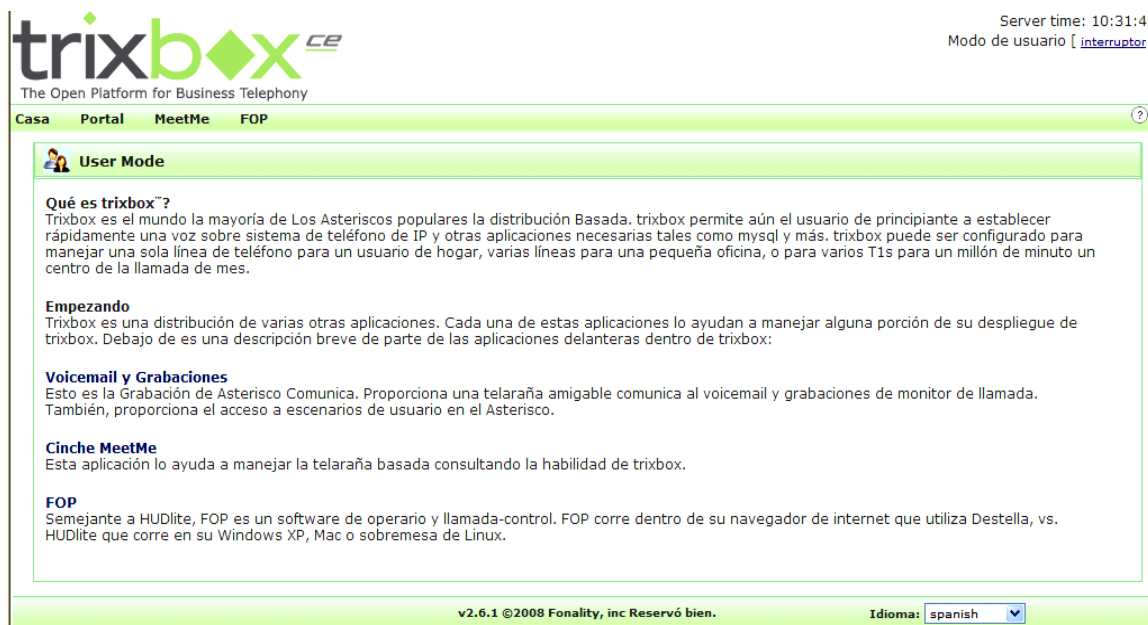 trixbox ce
Server time: 10:31:4
Modo de usuario [ interruptor
The Open Platform for Business Telephony
Casa Portal MeetMe FOP
?
User Mode
Qué es trixbox™?
Trixbox es el mundo la mayoría de Los Asteriscos populares la distribución Basada. trixbox permite aún el usuario de principiante a establecer
rápidamente una voz sobre sistema de teléfono de IP y otras aplicaciones necesarias tales como mysql y más. trixbox puede ser configurado para
manejar una sola línea de teléfono para un usuario de hogar, varias líneas para una pequeña oficina, o para varios T1s para un millón de minuto un
centro de la llamada de mes.
Empezando
Trixbox es una distribución de varias otras aplicaciones. Cada una de estas aplicaciones lo ayudan a manejar alguna porción de su despliegue de
trixbox. Debajo de es una descripción breve de parte de las aplicaciones delanteras dentro de trixbox:
Voicemail y Grabaciones
Esto es la Grabación de Asterisco Comunica. Proporciona una telaraña amigable comunica al voicemail y grabaciones de monitor de llamada.
También, proporciona el acceso a escenarios de usuario en el Asterisco.
Cinche MeetMe
Esta aplicación lo ayuda a manejar la telaraña basada consultando la habilidad de trixbox.
FOP
Semejante a HUDlite, FOP es un software de operario y llamada-control. FOP corre dentro de su navegador de internet que utiliza Destella, vs.
HUDlite que corre en su Windows XP, Mac o sobremesa de Linux.
v2.6.1 ©2008 Fonality, inc Reservó bien.
Idioma: spanish